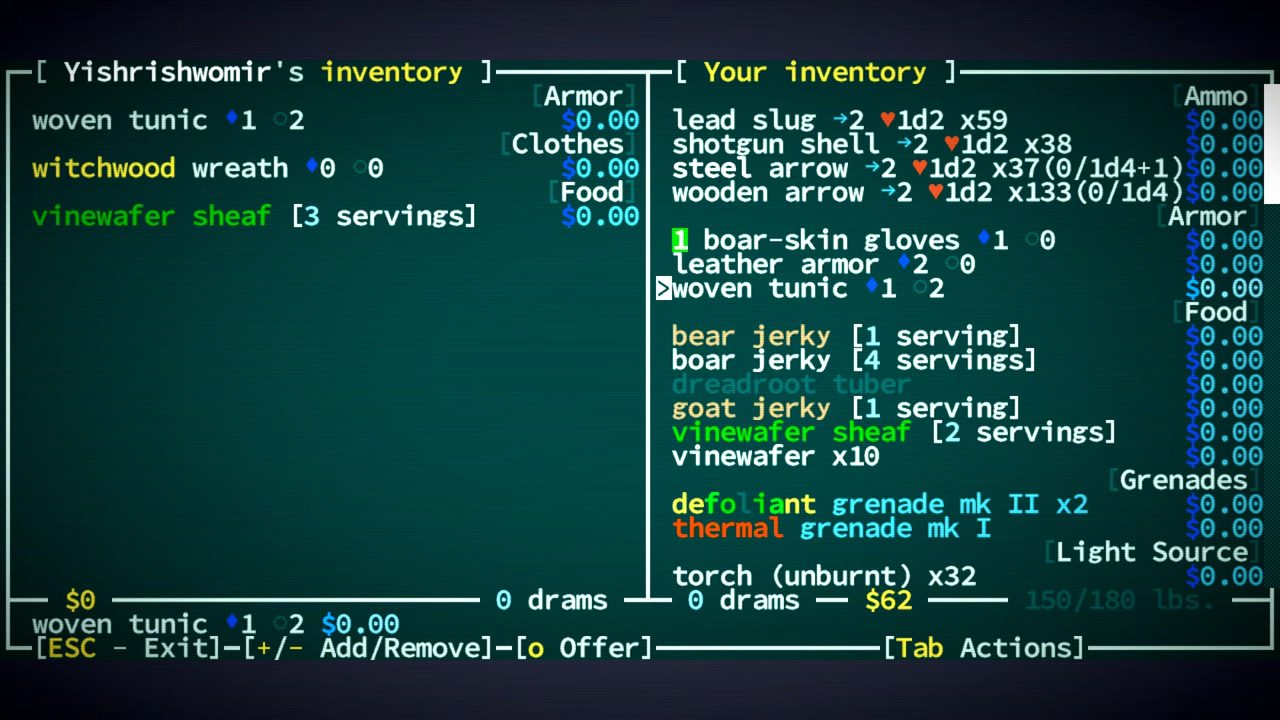 [ Yishrishwomir's inventory ]
[Armor]
woven tunic ♦1 ○2 $0.00
[Clothes]
witchwood wreath ♦0 ○0 $0.00
[Food]
vinewafer sheaf [3 servings] $0.00
[ Your inventory ]
[Ammo]
lead slug →2 ♥1d2 x59 $0.00
shotgun shell →2 ♥1d2 x38 $0.00
steel arrow →2 ♥1d2 x37(0/1d4+1) $0.00
wooden arrow →2 ♥1d2 x133(0/1d4) $0.00
[Armor]
1 boar-skin gloves ♦1 ○0 $0.00
leather armor ♦2 ○0 $0.00
>woven tunic ♦1 ○2 $0.00
[Food]
bear jerky [1 serving] $0.00
boar jerky [4 servings] $0.00
dreadroot tuber $0.00
goat jerky [1 serving] $0.00
vinewafer sheaf [2 servings] $0.00
vinewafer x10 $0.00
[Grenades]
defoliant grenade mk II x2 $0.00
thermal grenade mk I $0.00
[Light Source]
torch (unburnt) x32 $0.00
$0 0 drams 0 drams $62 150/180 lbs.
woven tunic ♦1 ○2 $0.00
[ESC - Exit] [+/- Add/Remove] [o Offer] [Tab Actions]